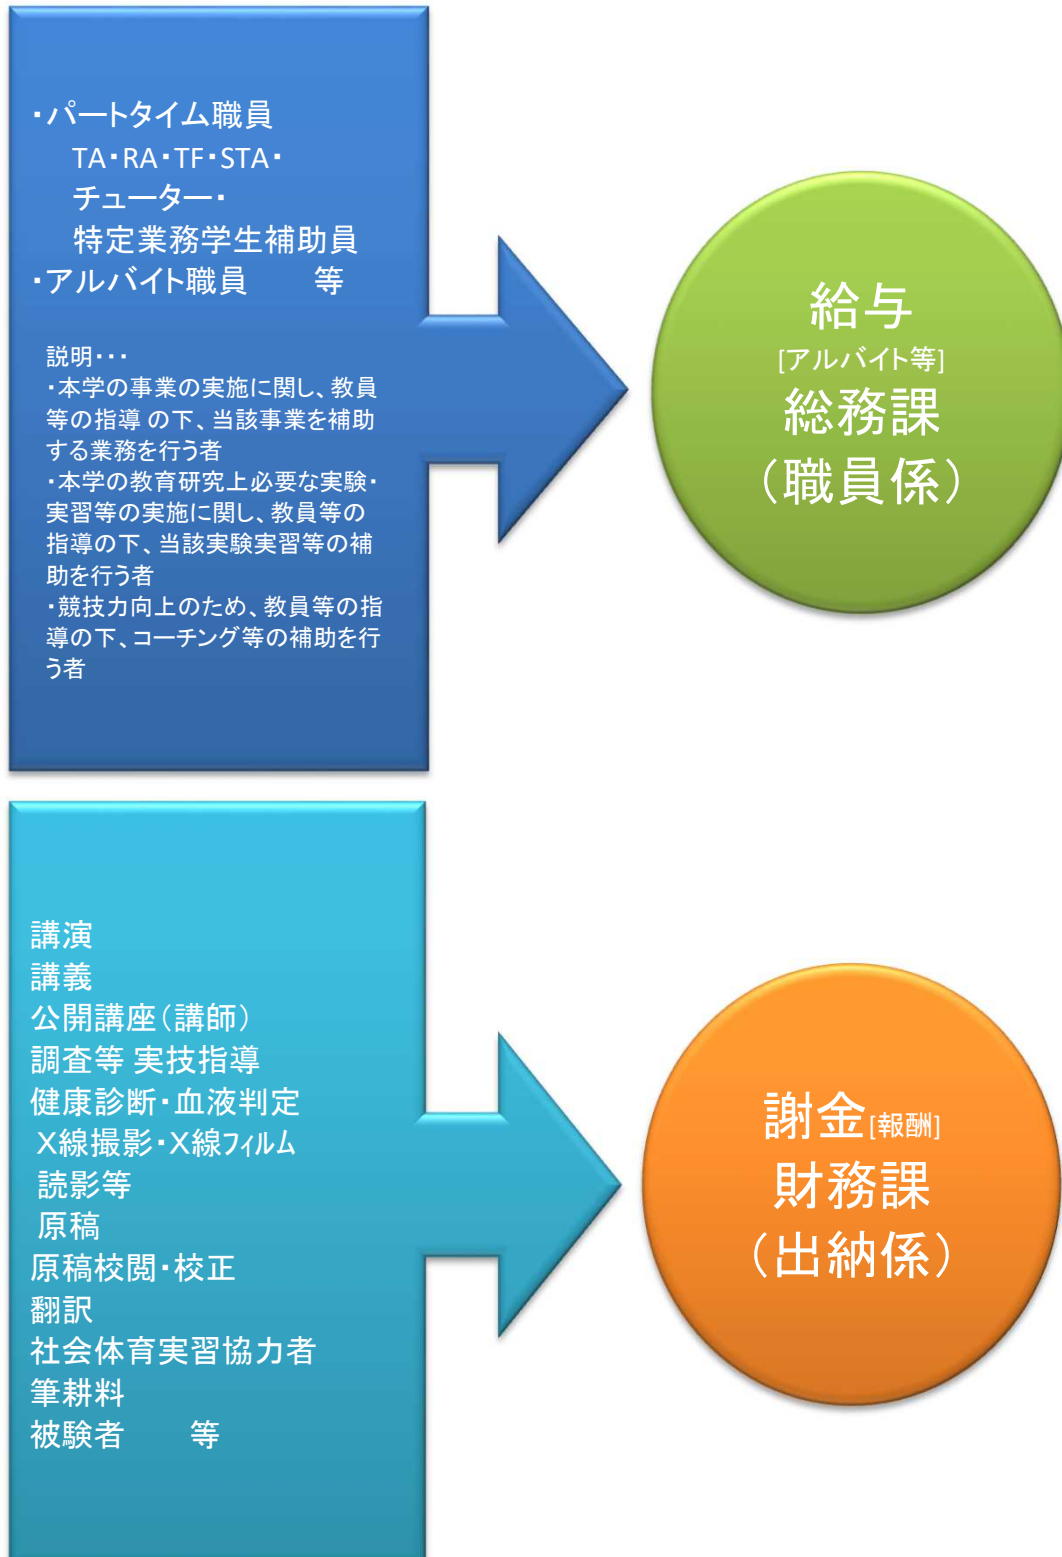 ・パートタイム職員
TA・RA・TF・STA・
チューター・
特定業務学生補助員
・アルバイト職員　　等
説明・・・
・本学の事業の実施に関し、教員
等の指導 の下、当該事業を補助
する業務を行う者
・本学の教育研究上必要な実験・
実習等の実施に関し、教員等の
指導の下、当該実験実習等の補
助を行う者
・競技力向上のため、教員等の指
導の下、コーチング等の補助を行
う者
給与
[アルバイト等]
総務課
（職員係）
講演
講義
公開講座（講師）
調査等 実技指導
健康診断・血液判定
X線撮影・X線フィルム
読影等
原稿
原稿校閲・校正
翻訳
社会体育実習協力者
筆耕料
被験者　　等
謝金[報酬]
財務課
（出納係）